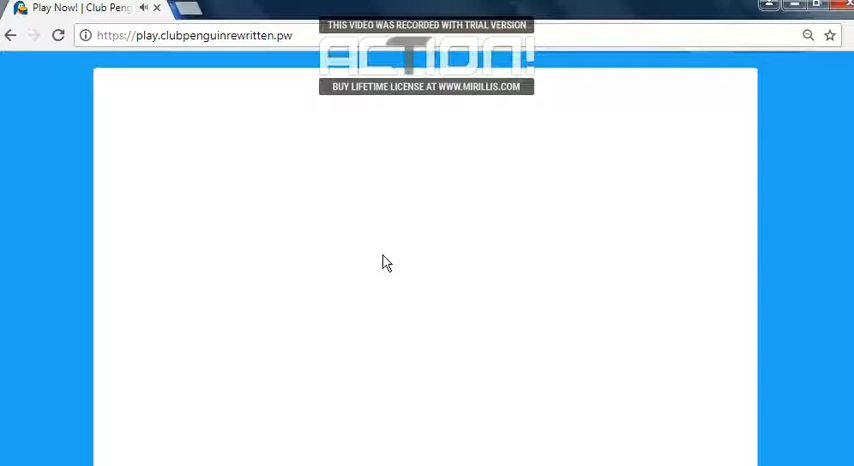 Play Now! | Club Peng
https://play.clubpenguinrewritten.pw
THIS VIDEO WAS RECORDED WITH TRIAL VERSION
ACTION!
BUY LIFETIME LICENSE AT WWW.MIRILLIS.COM